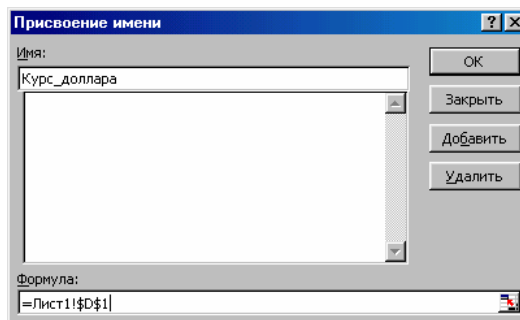 Присвоение имени
Имя:
Курс_доллара
OK
Закрыть
Добавить
Удалить
Формула:
=Лист1!$D$1